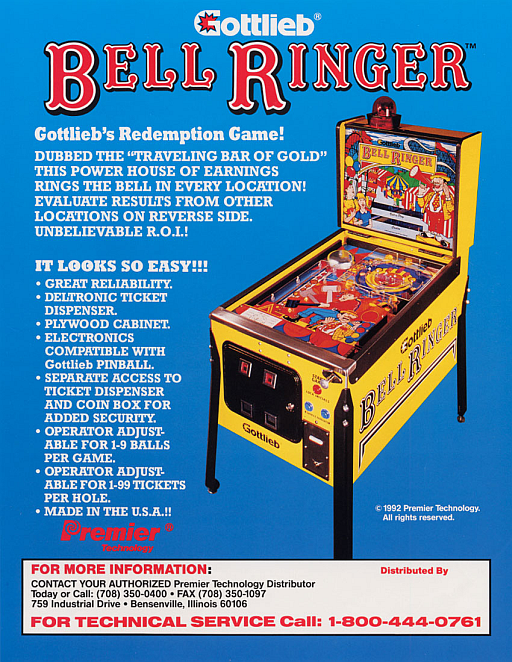 Gottlieb®
BELL RINGER™
Gottlieb's Redemption Game!
DUBBED THE "TRAVELING BAR OF GOLD"
THIS POWER HOUSE OF EARNINGS
RINGS THE BELL IN EVERY LOCATION!
EVALUATE RESULTS FROM OTHER
LOCATIONS ON REVERSE SIDE.
UNBELIEVABLE R.O.I.!
IT LOOKS SO EASY!!!
• GREAT RELIABILITY.
• DELTRONIC TICKET
DISPENSER.
• PLYWOOD CABINET.
• ELECTRONICS
COMPATIBLE WITH
Gottlieb PINBALL.
• SEPARATE ACCESS TO
TICKET DISPENSER
AND COIN BOX FOR
ADDED SECURITY.
• OPERATOR ADJUST-
ABLE FOR 1-9 BALLS
PER GAME.
• OPERATOR ADJUST-
ABLE FOR 1-99 TICKETS
PER HOLE.
• MADE IN THE U.S.A.!!
Gottlieb
BELL RINGER
Gottlieb
BELL RINGER
Gottlieb
© 1992 Premier Technology.
All rights reserved.
Premier
Technology
FOR MORE INFORMATION:
CONTACT YOUR AUTHORIZED Premier Technology Distributor
Today or Call: (708) 350-0400 • FAX (708) 350-1097
759 Industrial Drive • Bensenville, Illinois 60106
Distributed By
FOR TECHNICAL SERVICE Call: 1-800-444-0761